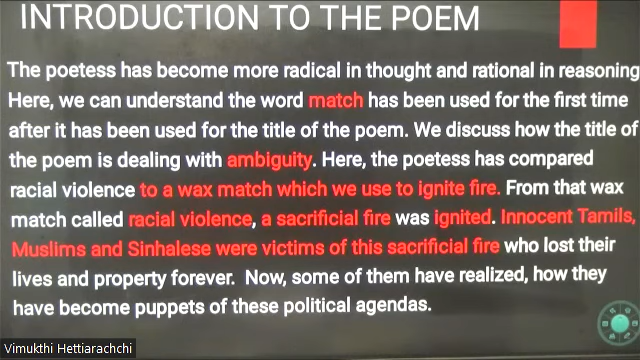 INTRODUCTION TO THE POEM
The poetess has become more radical in thought and rational in reasoning
Here, we can understand the word match has been used for the first time
after it has been used for the title of the poem. We discuss how the title of
the poem is dealing with ambiguity. Here, the poetess has compared
racial violence to a wax match which we use to ignite fire. From that wax
match called racial violence, a sacrificial fire was ignited. Innocent Tamils,
Muslims and Sinhalese were victims of this sacrificial fire who lost their
lives and property forever. Now, some of them have realized, how they
have become puppets of these political agendas.
Vimukthi Hettiarachchi